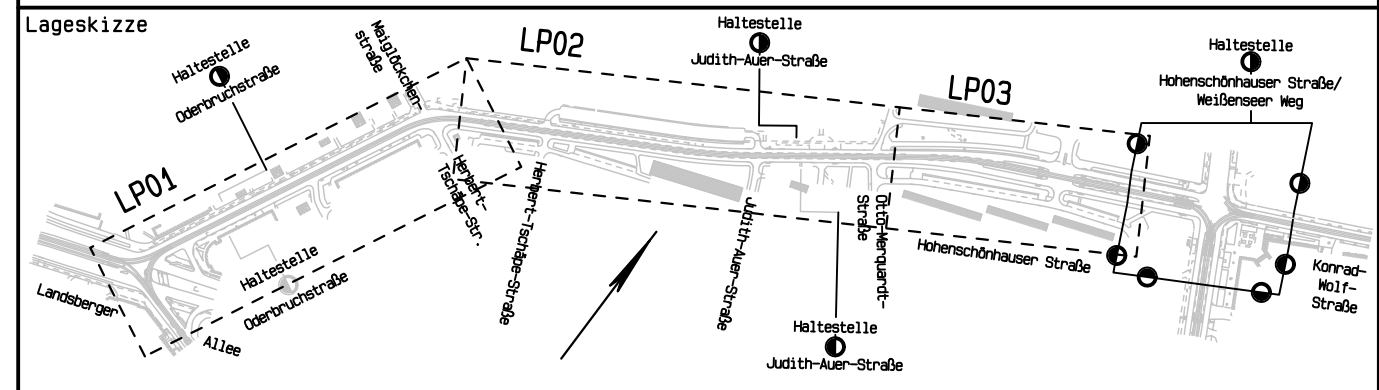 Lageskizze
Haltestelle
Oderbruchstraße
Maiglöckchen-
straße
LP02
Haltestelle
Judith-Auer-Straße
LP03
Haltestelle
Hohenschönhauser Straße/
Weißenseer Weg
LP01
Herbert-
Tschäpe-Str.
Herbert-Tschäpe-Straße
Judith-Auer-Straße
Otto-Marquardt-
Straße
Hohenschönhauser Straße
Konrad-
Wolf-
Straße
Landsberger
Allee
Haltestelle
Oderbruchstraße
Haltestelle
Judith-Auer-Straße